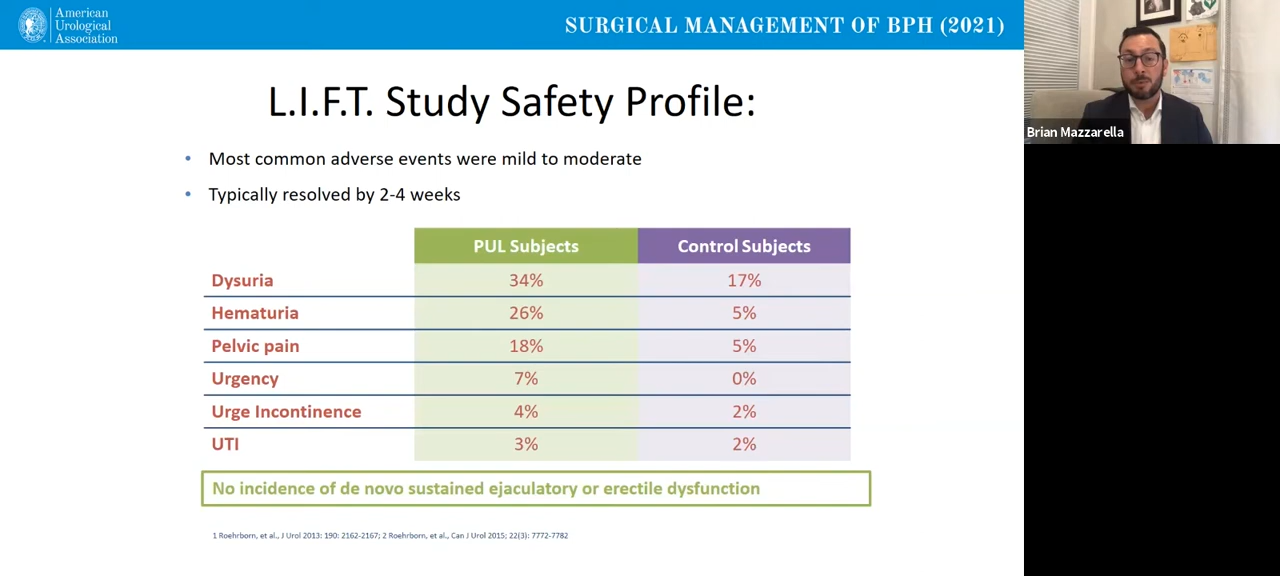 American
Urological
Association
SURGICAL MANAGEMENT OF BPH (2021)
L.I.F.T. Study Safety Profile:
• Most common adverse events were mild to moderate
• Typically resolved by 2-4 weeks
PUL Subjects Control Subjects
Dysuria 34% 17%
Hematuria 26% 5%
Pelvic pain 18% 5%
Urgency 7% 0%
Urge Incontinence 4% 2%
UTI 3% 2%
No incidence of de novo sustained ejaculatory or erectile dysfunction
1 Roehrborn, et al., J Urol 2013: 190: 2162-2167; 2 Roehrborn, et al., Can J Urol 2015; 22(3): 7772-7782
Brian Mazzarella